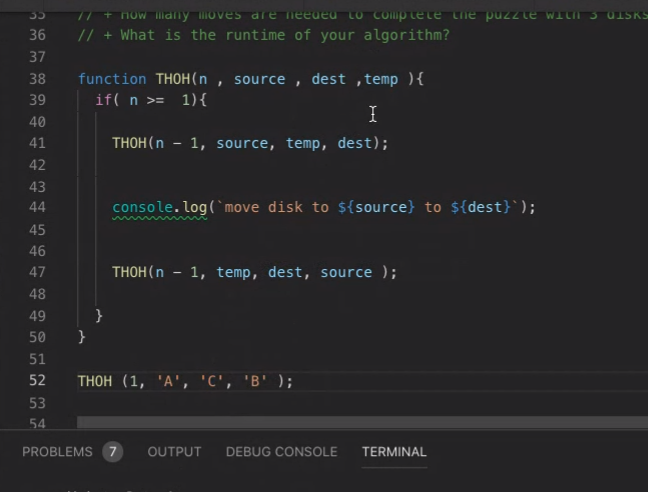 35 // + How many moves are needed to complete the puzzle with 3 disks
36 // + What is the runtime of your algorithm?
37
38 function THOH(n , source , dest ,temp ){
39 if( n >=  1){
40
41 THOH(n - 1, source, temp, dest);
42
43
44 console.log(`move disk to ${source} to ${dest}`);
45
46
47 THOH(n - 1, temp, dest, source );
48
49 }
50 }
51
52 THOH (1, 'A', 'C', 'B' );
53
54
PROBLEMS 7 OUTPUT DEBUG CONSOLE TERMINAL